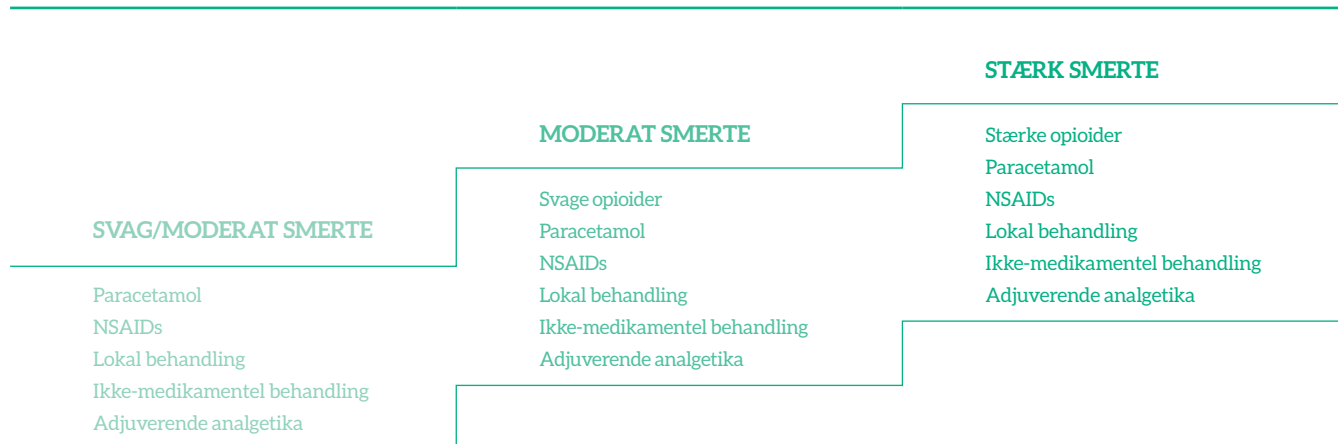 SVAG/MODERAT SMERTE
Paracetamol
NSAIDs
Lokal behandling
Ikke-medikamentel behandling
Adjuverende analgetika
MODERAT SMERTE
Svage opioider
Paracetamol
NSAIDs
Lokal behandling
Ikke-medikamentel behandling
Adjuverende analgetika
STÆRK SMERTE
Stærke opioider
Paracetamol
NSAIDs
Lokal behandling
Ikke-medikamentel behandling
Adjuverende analgetika